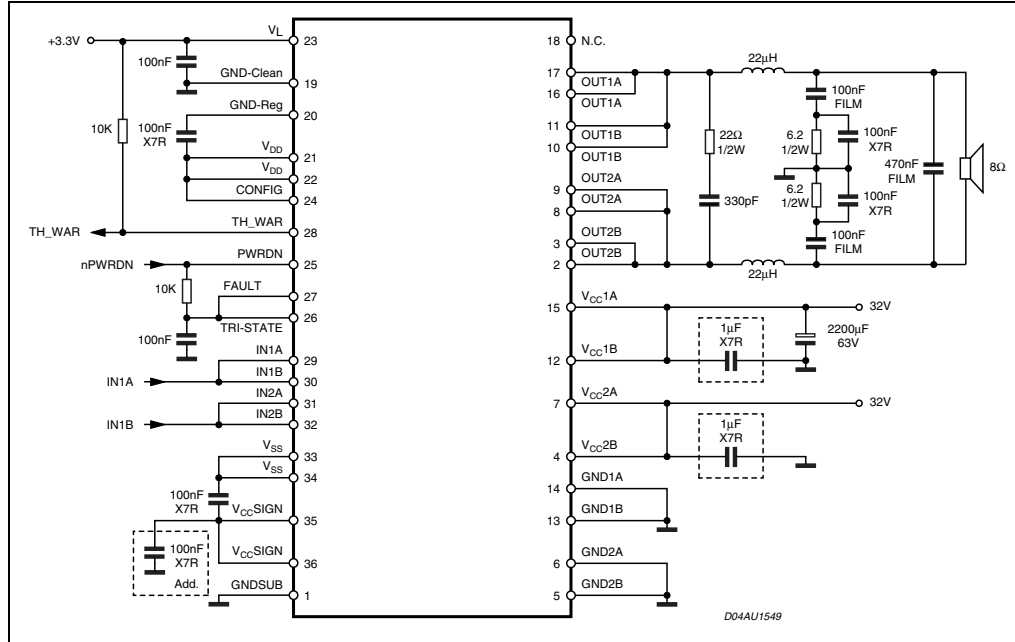 +3.3V
VL
23
100nF
GND-Clean
19
GND-Reg
20
10K
100nF
X7R
VDD
21
VDD
22
CONFIG
24
TH_WAR
TH_WAR
28
nPWRDN
PWRDN
25
10K
FAULT
27
26
TRI-STATE
100nF
IN1A
29
IN1A
IN1B
30
IN2A
31
IN1B
IN2B
32
VSS
33
VSS
34
100nF
X7R
VCCSIGN
35
100nF
X7R
Add.
VCCSIGN
36
GNDSUB
1
18
N.C.
17
OUT1A
16
OUT1A
11
OUT1B
10
OUT1B
9
OUT2A
8
OUT2A
3
OUT2B
2
OUT2B
22µH
22Ω
1/2W
330pF
100nF
FILM
6.2
1/2W
100nF
X7R
6.2
1/2W
100nF
X7R
100nF
FILM
22µH
470nF
FILM
8Ω
15
VCC1A
32V
1µF
X7R
2200µF
63V
12
VCC1B
7
VCC2A
32V
1µF
X7R
4
VCC2B
14
GND1A
13
GND1B
6
GND2A
5
GND2B
D04AU1549